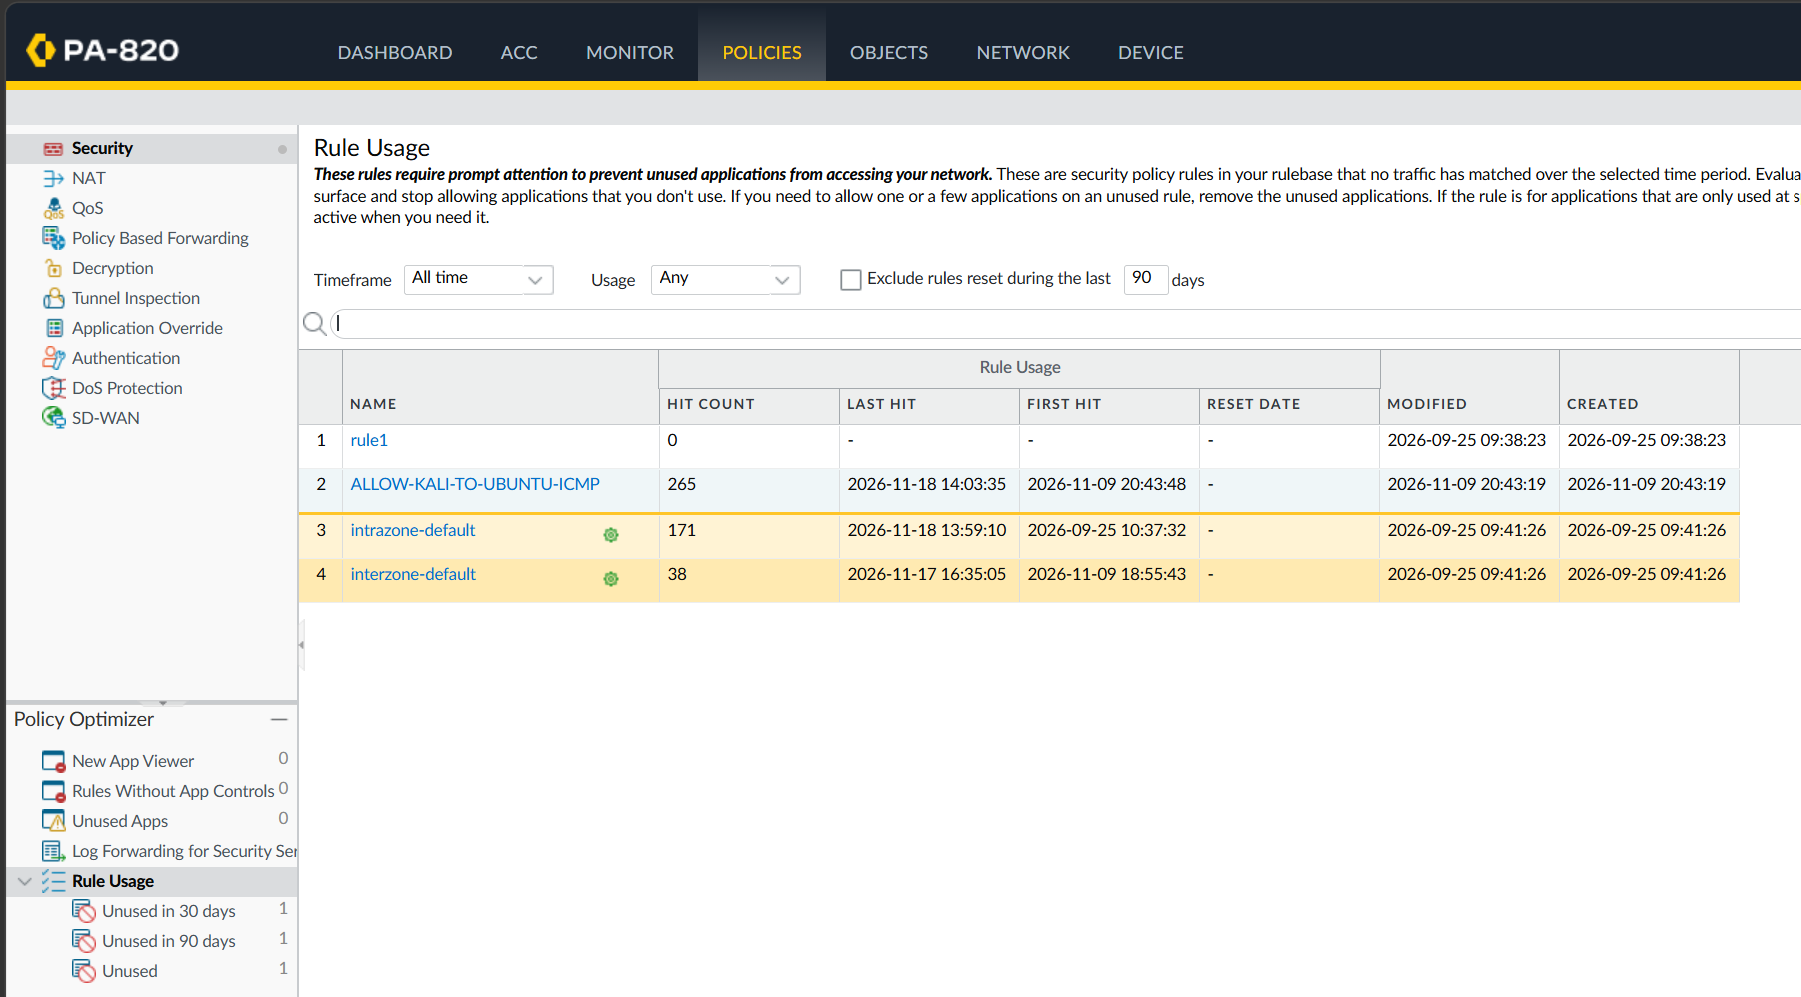 PA-820
DASHBOARD ACC MONITOR POLICIES OBJECTS NETWORK DEVICE
Security
NAT
QoS
Policy Based Forwarding
Decryption
Tunnel Inspection
Application Override
Authentication
DoS Protection
SD-WAN
Policy Optimizer
New App Viewer 0
Rules Without App Controls 0
Unused Apps 0
Log Forwarding for Security Ser
Rule Usage
Unused in 30 days 1
Unused in 90 days 1
Unused 1
Rule Usage
These rules require prompt attention to prevent unused applications from accessing your network. These are security policy rules in your rulebase that no traffic has matched over the selected time period. Evalua
surface and stop allowing applications that you don't use. If you need to allow one or a few applications on an unused rule, remove the unused applications. If the rule is for applications that are only used at s
active when you need it.
Timeframe All time Usage Any Exclude rules reset during the last 90 days
Rule Usage
NAME HIT COUNT LAST HIT FIRST HIT RESET DATE MODIFIED CREATED
1 rule1 0 - - - 2026-09-25 09:38:23 2026-09-25 09:38:23
2 ALLOW-KALI-TO-UBUNTU-ICMP 265 2026-11-18 14:03:35 2026-11-09 20:43:48 - 2026-11-09 20:43:19 2026-11-09 20:43:19
3 intrazone-default 171 2026-11-18 13:59:10 2026-09-25 10:37:32 - 2026-09-25 09:41:26 2026-09-25 09:41:26
4 interzone-default 38 2026-11-17 16:35:05 2026-11-09 18:55:43 - 2026-09-25 09:41:26 2026-09-25 09:41:26